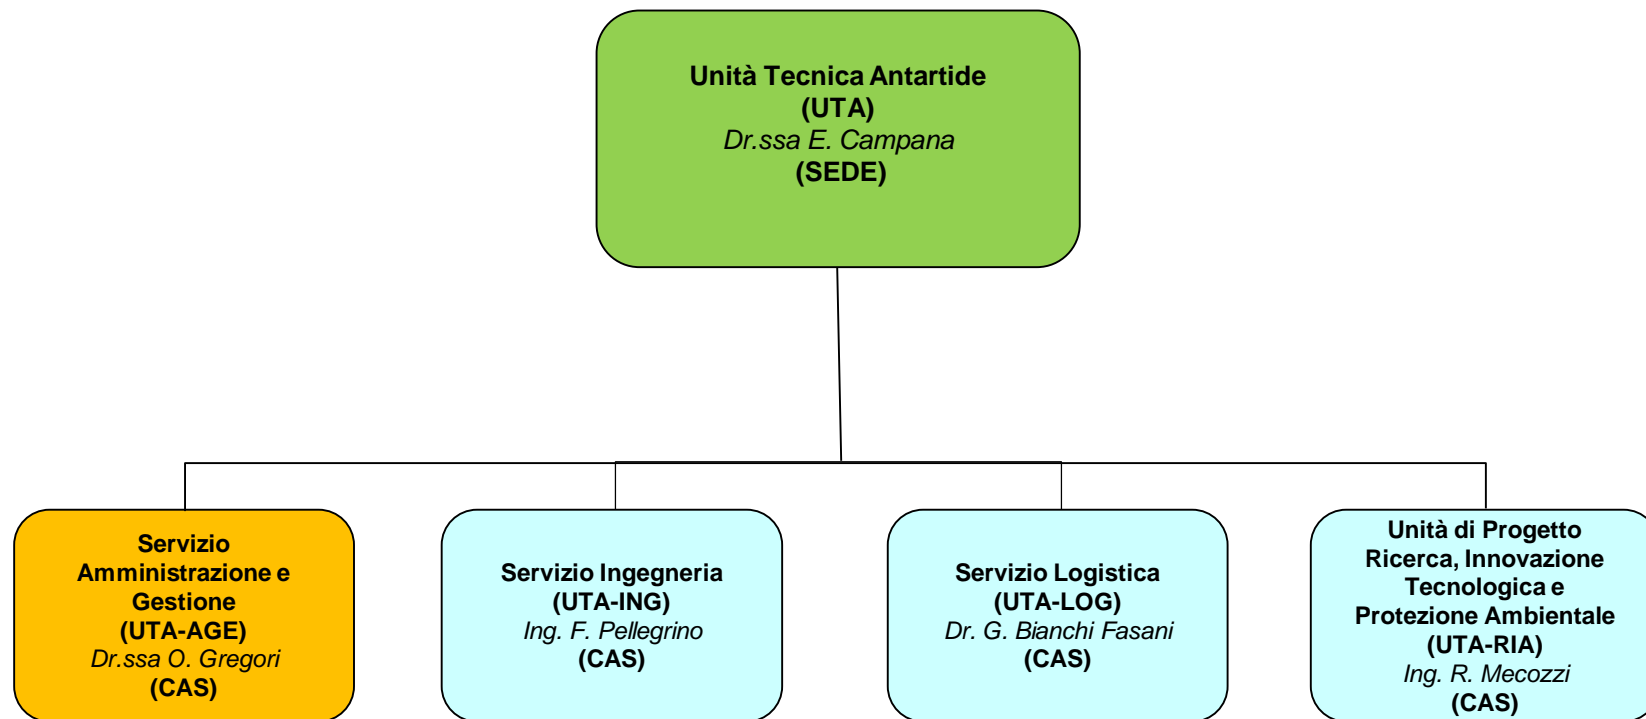 Unità Tecnica Antartide
(UTA)
Dr.ssa E. Campana
(SEDE)
Servizio
Amministrazione e
Gestione
(UTA-AGE)
Dr.ssa O. Gregori
(CAS)
Servizio Ingegneria
(UTA-ING)
Ing. F. Pellegrino
(CAS)
Servizio Logistica
(UTA-LOG)
Dr. G. Bianchi Fasani
(CAS)
Unità di Progetto
Ricerca, Innovazione
Tecnologica e
Protezione Ambientale
(UTA-RIA)
Ing. R. Mecozzi
(CAS)